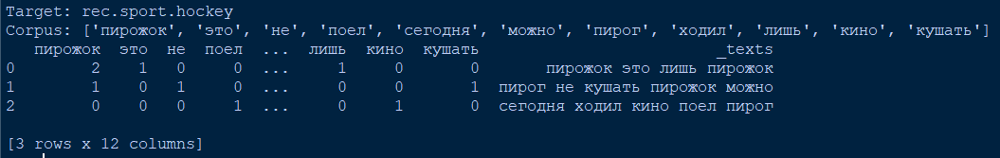 Target: rec.sport.hockey
Corpus: ['пирожок', 'это', 'не', 'поел', 'сегодня', 'можно', 'пирог', 'ходил', 'лишь', 'кино', 'кушать']
пирожок это не поел ... лишь кино кушать _texts
0 2 1 0 0 ... 1 0 0 пирожок это лишь пирожок
1 1 0 1 0 ... 0 0 1 пирог не кушать пирожок можно
2 0 0 0 1 ... 0 1 0 сегодня ходил кино поел пирог
[3 rows x 12 columns]